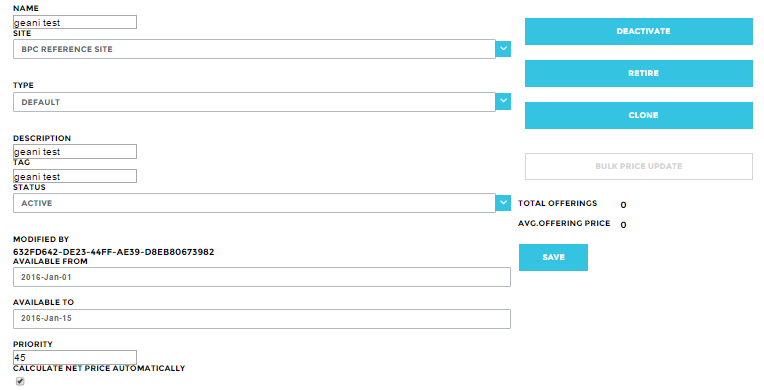 NAME
geani test
SITE
BPC REFERENCE SITE
TYPE
DEFAULT
DESCRIPTION
geani test
TAG
geani test
STATUS
ACTIVE
MODIFIED BY
632FD642-DE23-44FF-AE39-D8EB80673982
AVAILABLE FROM
2016-Jan-01
AVAILABLE TO
2016-Jan-15
PRIORITY
45
CALCULATE NET PRICE AUTOMATICALLY
DEACTIVATE
RETIRE
CLONE
BULK PRICE UPDATE
TOTAL OFFERINGS 0
AVG.OFFERING PRICE 0
SAVE